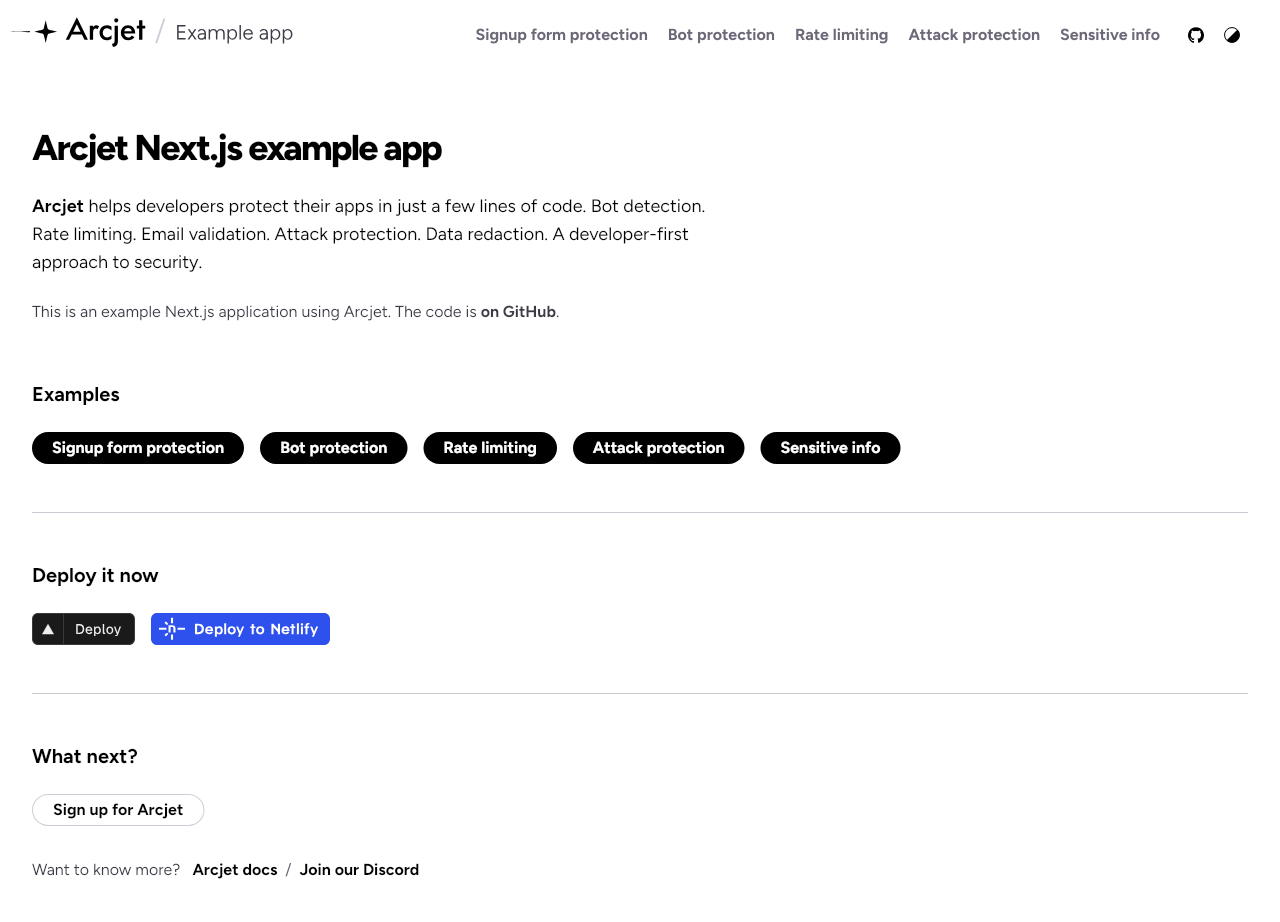 Arcjet / Example app
Signup form protection Bot protection Rate limiting Attack protection Sensitive info
Arcjet Next.js example app
Arcjet helps developers protect their apps in just a few lines of code. Bot detection.
Rate limiting. Email validation. Attack protection. Data redaction. A developer-first
approach to security.
This is an example Next.js application using Arcjet. The code is on GitHub.
Examples
Signup form protection Bot protection Rate limiting Attack protection Sensitive info
Deploy it now
Deploy Deploy to Netlify
What next?
Sign up for Arcjet
Want to know more? Arcjet docs / Join our Discord